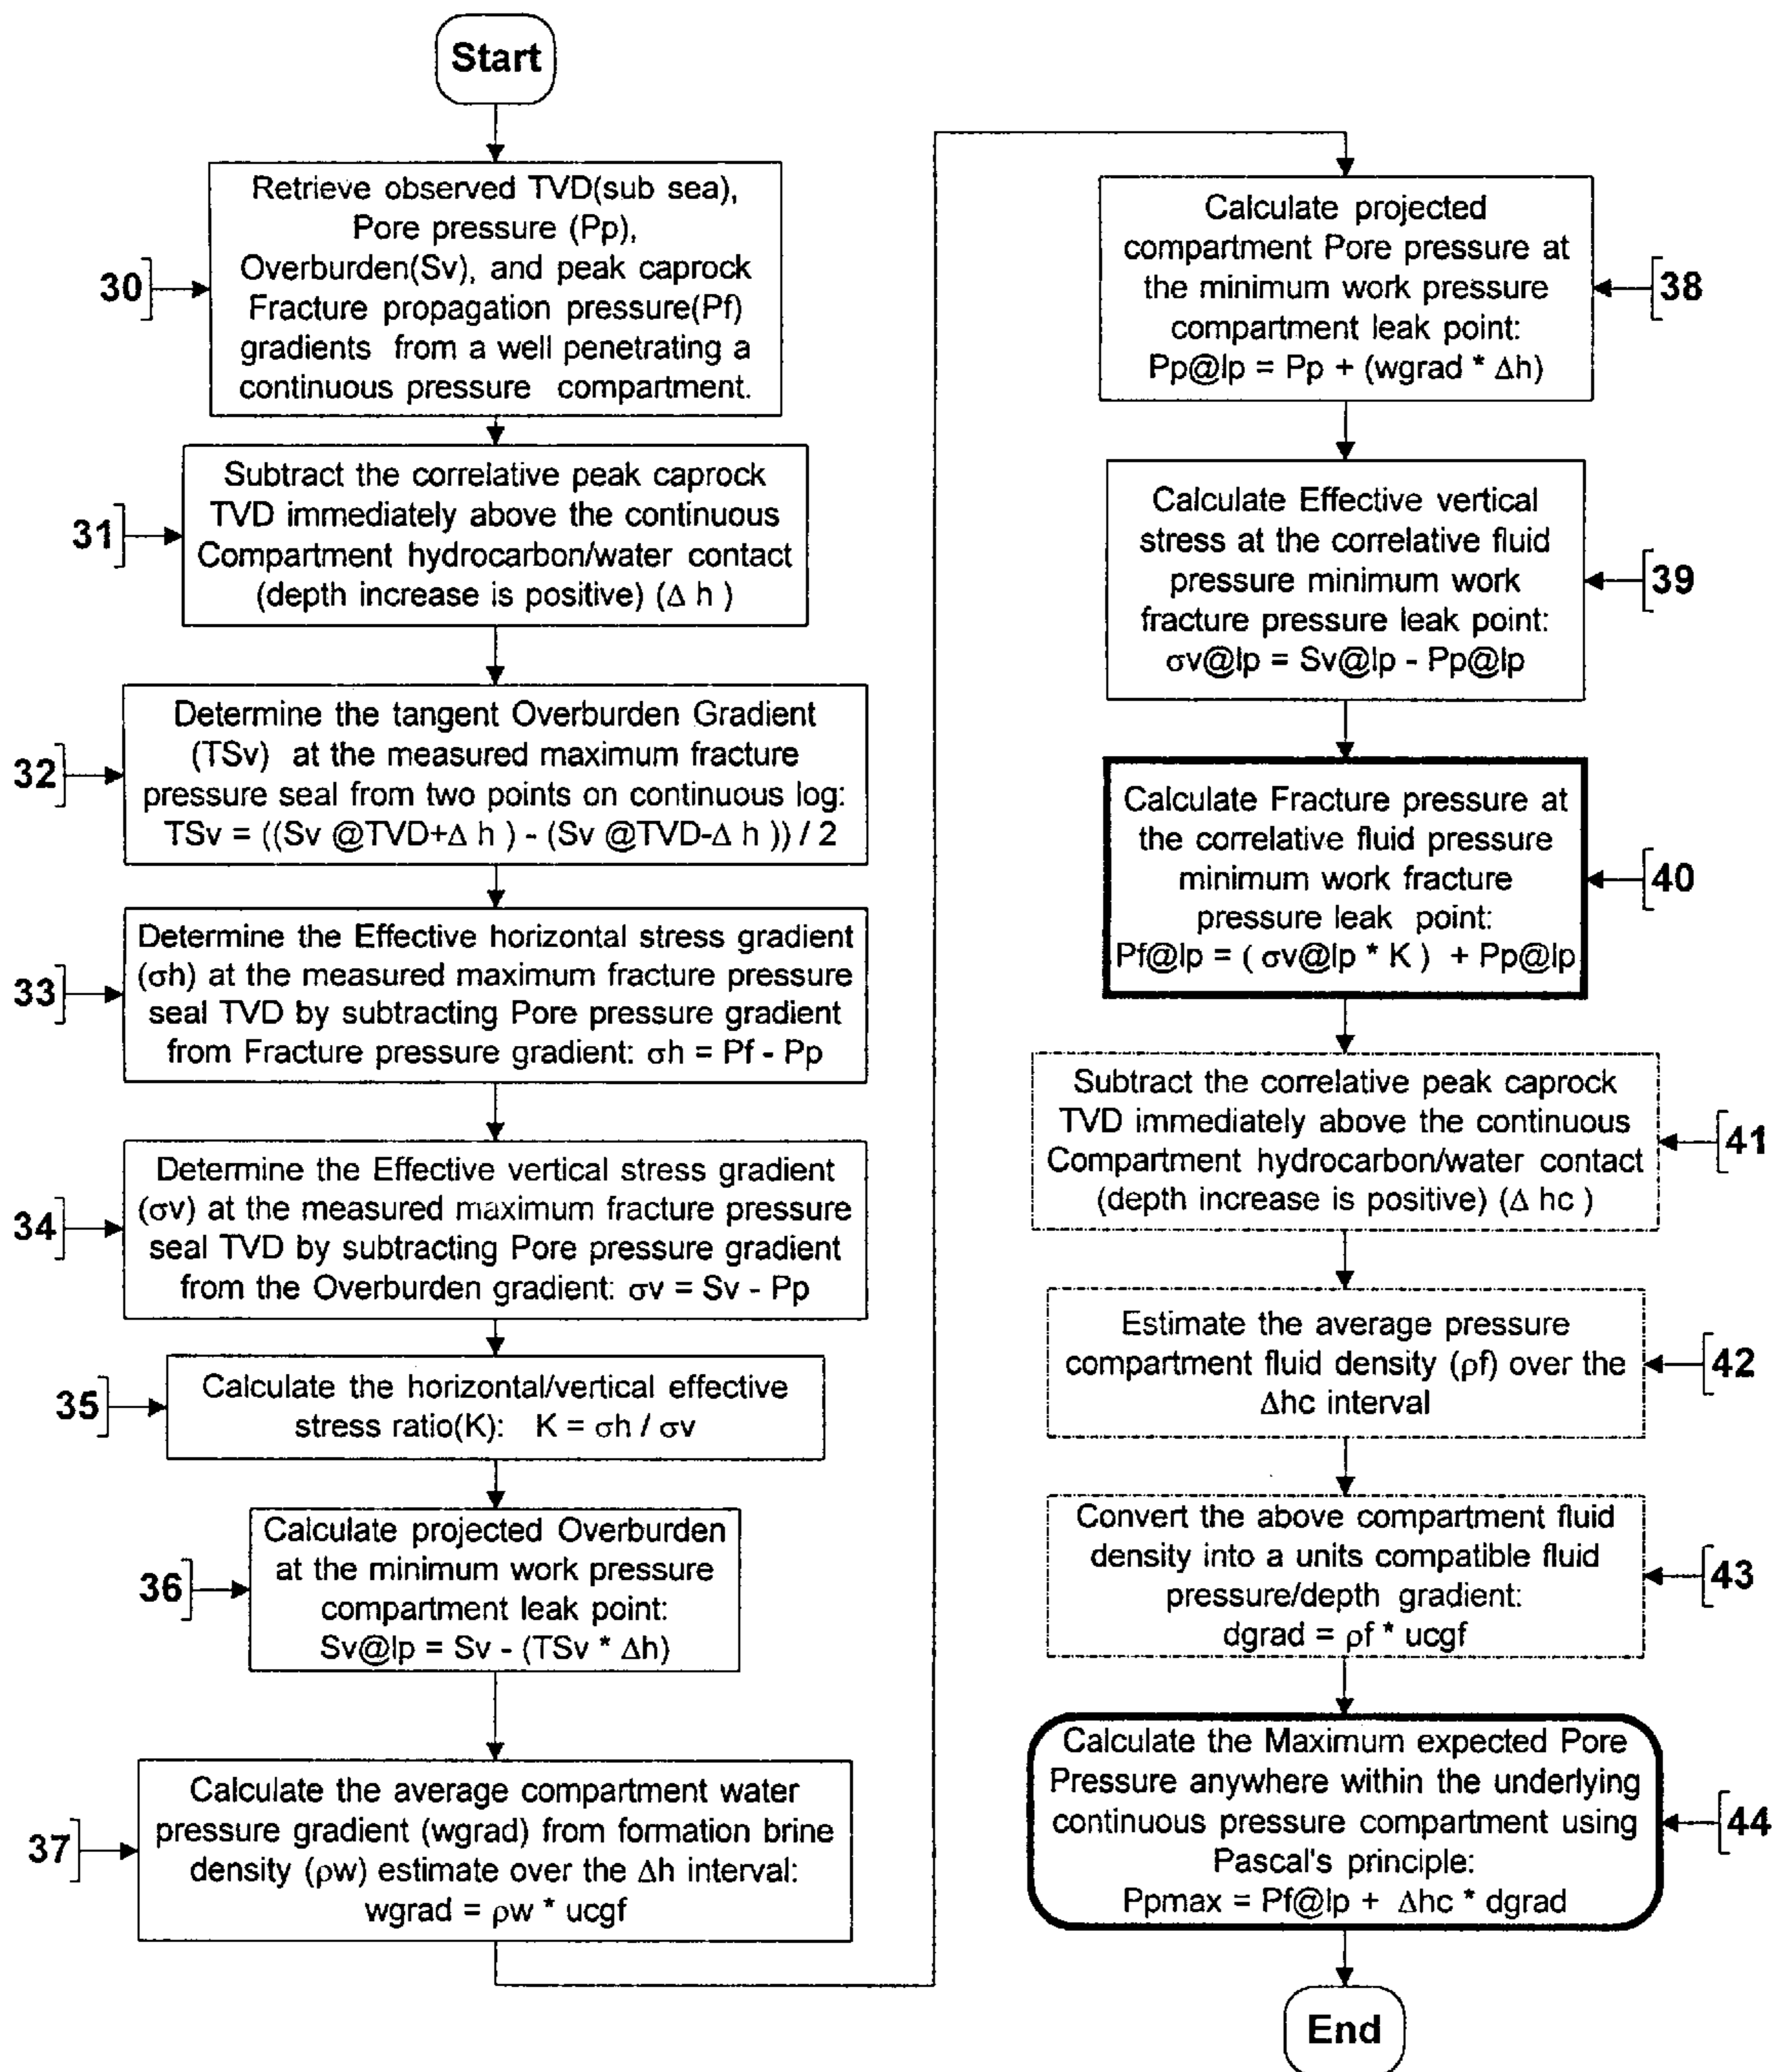 Start
30
Retrieve observed TVD(sub sea),
Pore pressure (Pp),
Overburden(Sv), and peak caprock
Fracture propagation pressure(Pf)
gradients from a well penetrating a
continuous pressure compartment.
31
Subtract the correlative peak caprock
TVD immediately above the continuous
Compartment hydrocarbon/water contact
(depth increase is positive) (Δ h )
32
Determine the tangent Overburden Gradient
(TSv) at the measured maximum fracture
pressure seal from two points on continuous log:
TSv = ((Sv @TVD+Δ h ) - (Sv @TVD-Δ h )) / 2
33
Determine the Effective horizontal stress gradient
(σh) at the measured maximum fracture pressure
seal TVD by subtracting Pore pressure gradient
from Fracture pressure gradient: σh = Pf - Pp
34
Determine the Effective vertical stress gradient
(σv) at the measured maximum fracture pressure
seal TVD by subtracting Pore pressure gradient
from the Overburden gradient: σv = Sv - Pp
35
Calculate the horizontal/vertical effective
stress ratio(K): K = σh / σv
36
Calculate projected Overburden
at the minimum work pressure
compartment leak point:
Sv@lp = Sv - (TSv * Δh)
37
Calculate the average compartment water
pressure gradient (wgrad) from formation brine
density (ρw) estimate over the Δh interval:
wgrad = ρw * ucgf
Calculate projected
compartment Pore pressure at
the minimum work pressure
compartment leak point:
Pp@lp = Pp + (wgrad * Δh)
38
Calculate Effective vertical
stress at the correlative fluid
pressure minimum work
fracture pressure leak point:
σv@lp = Sv@lp - Pp@lp
39
Calculate Fracture pressure at
the correlative fluid pressure
minimum work fracture
pressure leak point:
Pf@lp = ( σv@lp * K ) + Pp@lp
40
Subtract the correlative peak caprock
TVD immediately above the continuous
Compartment hydrocarbon/water contact
(depth increase is positive) (Δ hc )
41
Estimate the average pressure
compartment fluid density (ρf) over the
Δhc interval
42
Convert the above compartment fluid
density into a units compatible fluid
pressure/depth gradient:
dgrad = ρf * ucgf
43
Calculate the Maximum expected Pore
Pressure anywhere within the underlying
continuous pressure compartment using
Pascal's principle:
Ppmax = Pf@lp + Δhc * dgrad
44
End